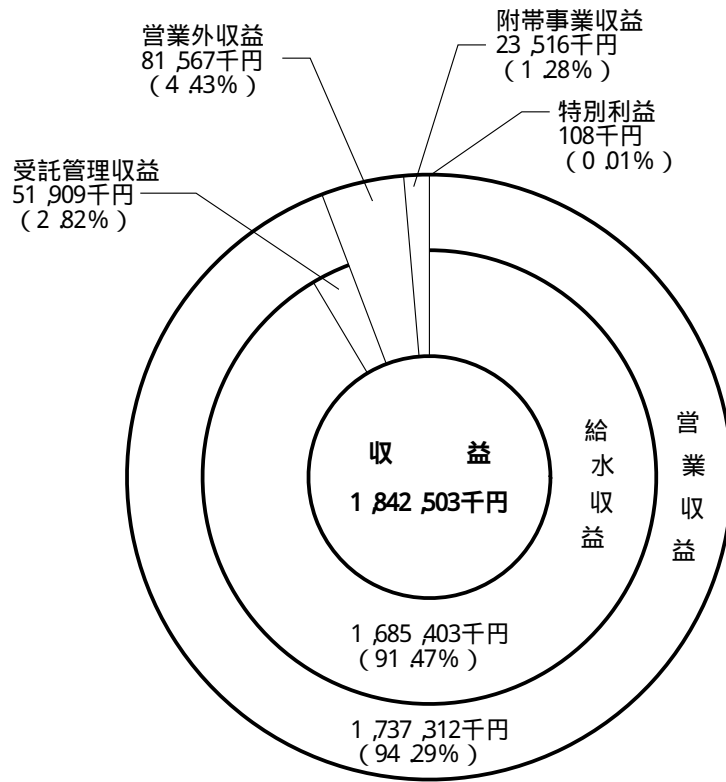 営業外収益
81,567千円
（4.43%）
附帯事業収益
23,516千円
（1.28%）
特別利益
108千円
（0.01%）
受託管理収益
51,909千円
（2.82%）
収　　益
1,842,503千円
給水収益
営業収益
1,685,403千円
（91.47%）
1,737,312千円
（94.29%）